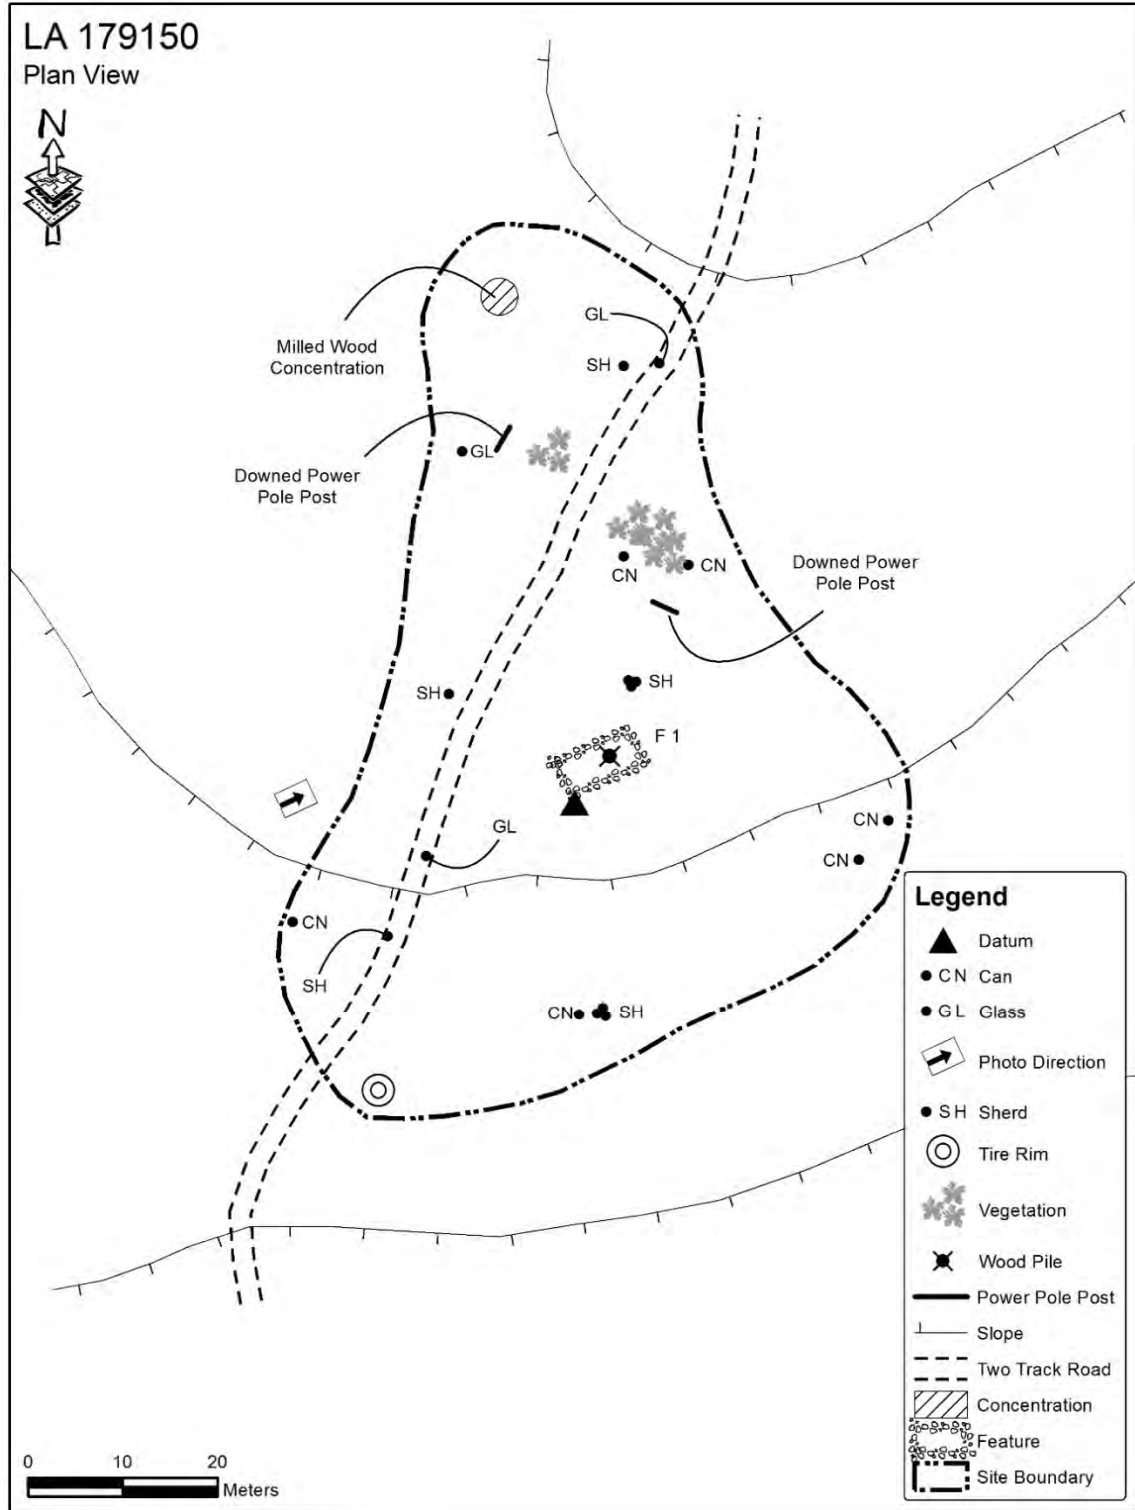 LA 179150
Plan View
N
GL
Milled Wood
Concentration
SH
GL
Downed Power
Pole Post
CN
CN
Downed Power
Pole Post
SH
SH
F 1
GL
CN
CN
CN
SH
CN
SH
Legend
Datum
CN Can
GL Glass
Photo Direction
SH Sherd
Tire Rim
Vegetation
Wood Pile
Power Pole Post
Slope
Two Track Road
Concentration
Feature
Site Boundary
0 10 20
Meters